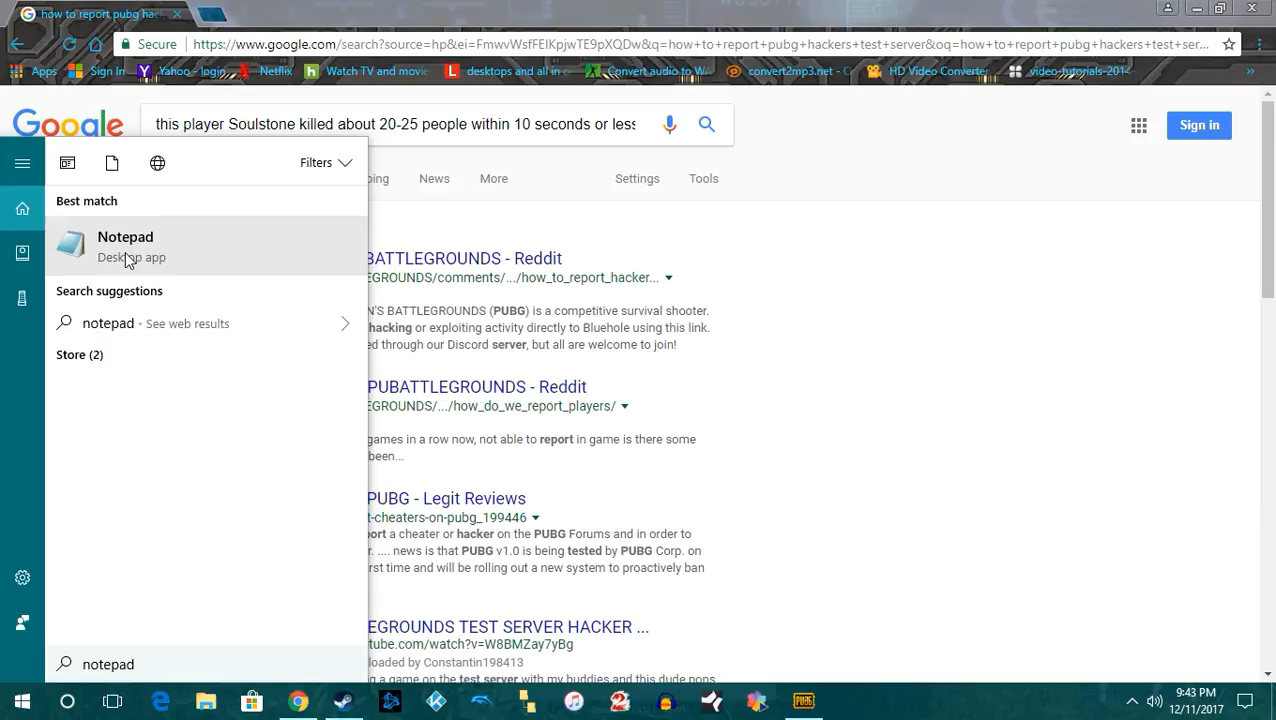 how to report pubg hac
Secure
https://www.google.com/search?source=hp&ei=FmwvWsfFEIKpjwTE9pXQDw&q=how+to+report+pubg+hackers+test+server&oq=how+to+report+pubg+hackers+test+ser...
Apps
Sign In
Yahoo - login
Netflix
Watch TV and movie
desktops and all in o
Convert audio to WA
convert2mp3.net - C
HD Video Converter
video-tutorials-201
»
Google
this player Soulstone killed about 20-25 people within 10 seconds or less
Sign in
Filters
ping
News
More
Settings
Tools
Best match
Notepad
Desktop app
Search suggestions
notepad - See web results
Store (2)
notepad
BATTLEGROUNDS - Reddit
EGROUNDS/comments/.../how_to_report_hacker...
N'S BATTLEGROUNDS (PUBG) is a competitive survival shooter.
hacking or exploiting activity directly to Bluehole using this link.
ed through our Discord server, but all are welcome to join!
PUBATTLEGROUNDS - Reddit
EGROUNDS/.../how_do_we_report_players/
games in a row now, not able to report in game is there some
been...
PUBG - Legit Reviews
t-cheaters-on-pubg_199446
port a cheater or hacker on the PUBG Forums and in order to
r. .... news is that PUBG v1.0 is being tested by PUBG Corp. on
irst time and will be rolling out a new system to proactively ban
EGROUNDS TEST SERVER HACKER ...
tube.com/watch?v=W8BMZay7yBg
loaded by Constantin198413
g a game on the test server with my buddies and this dude pops
PUBG
9:43 PM
12/11/2017